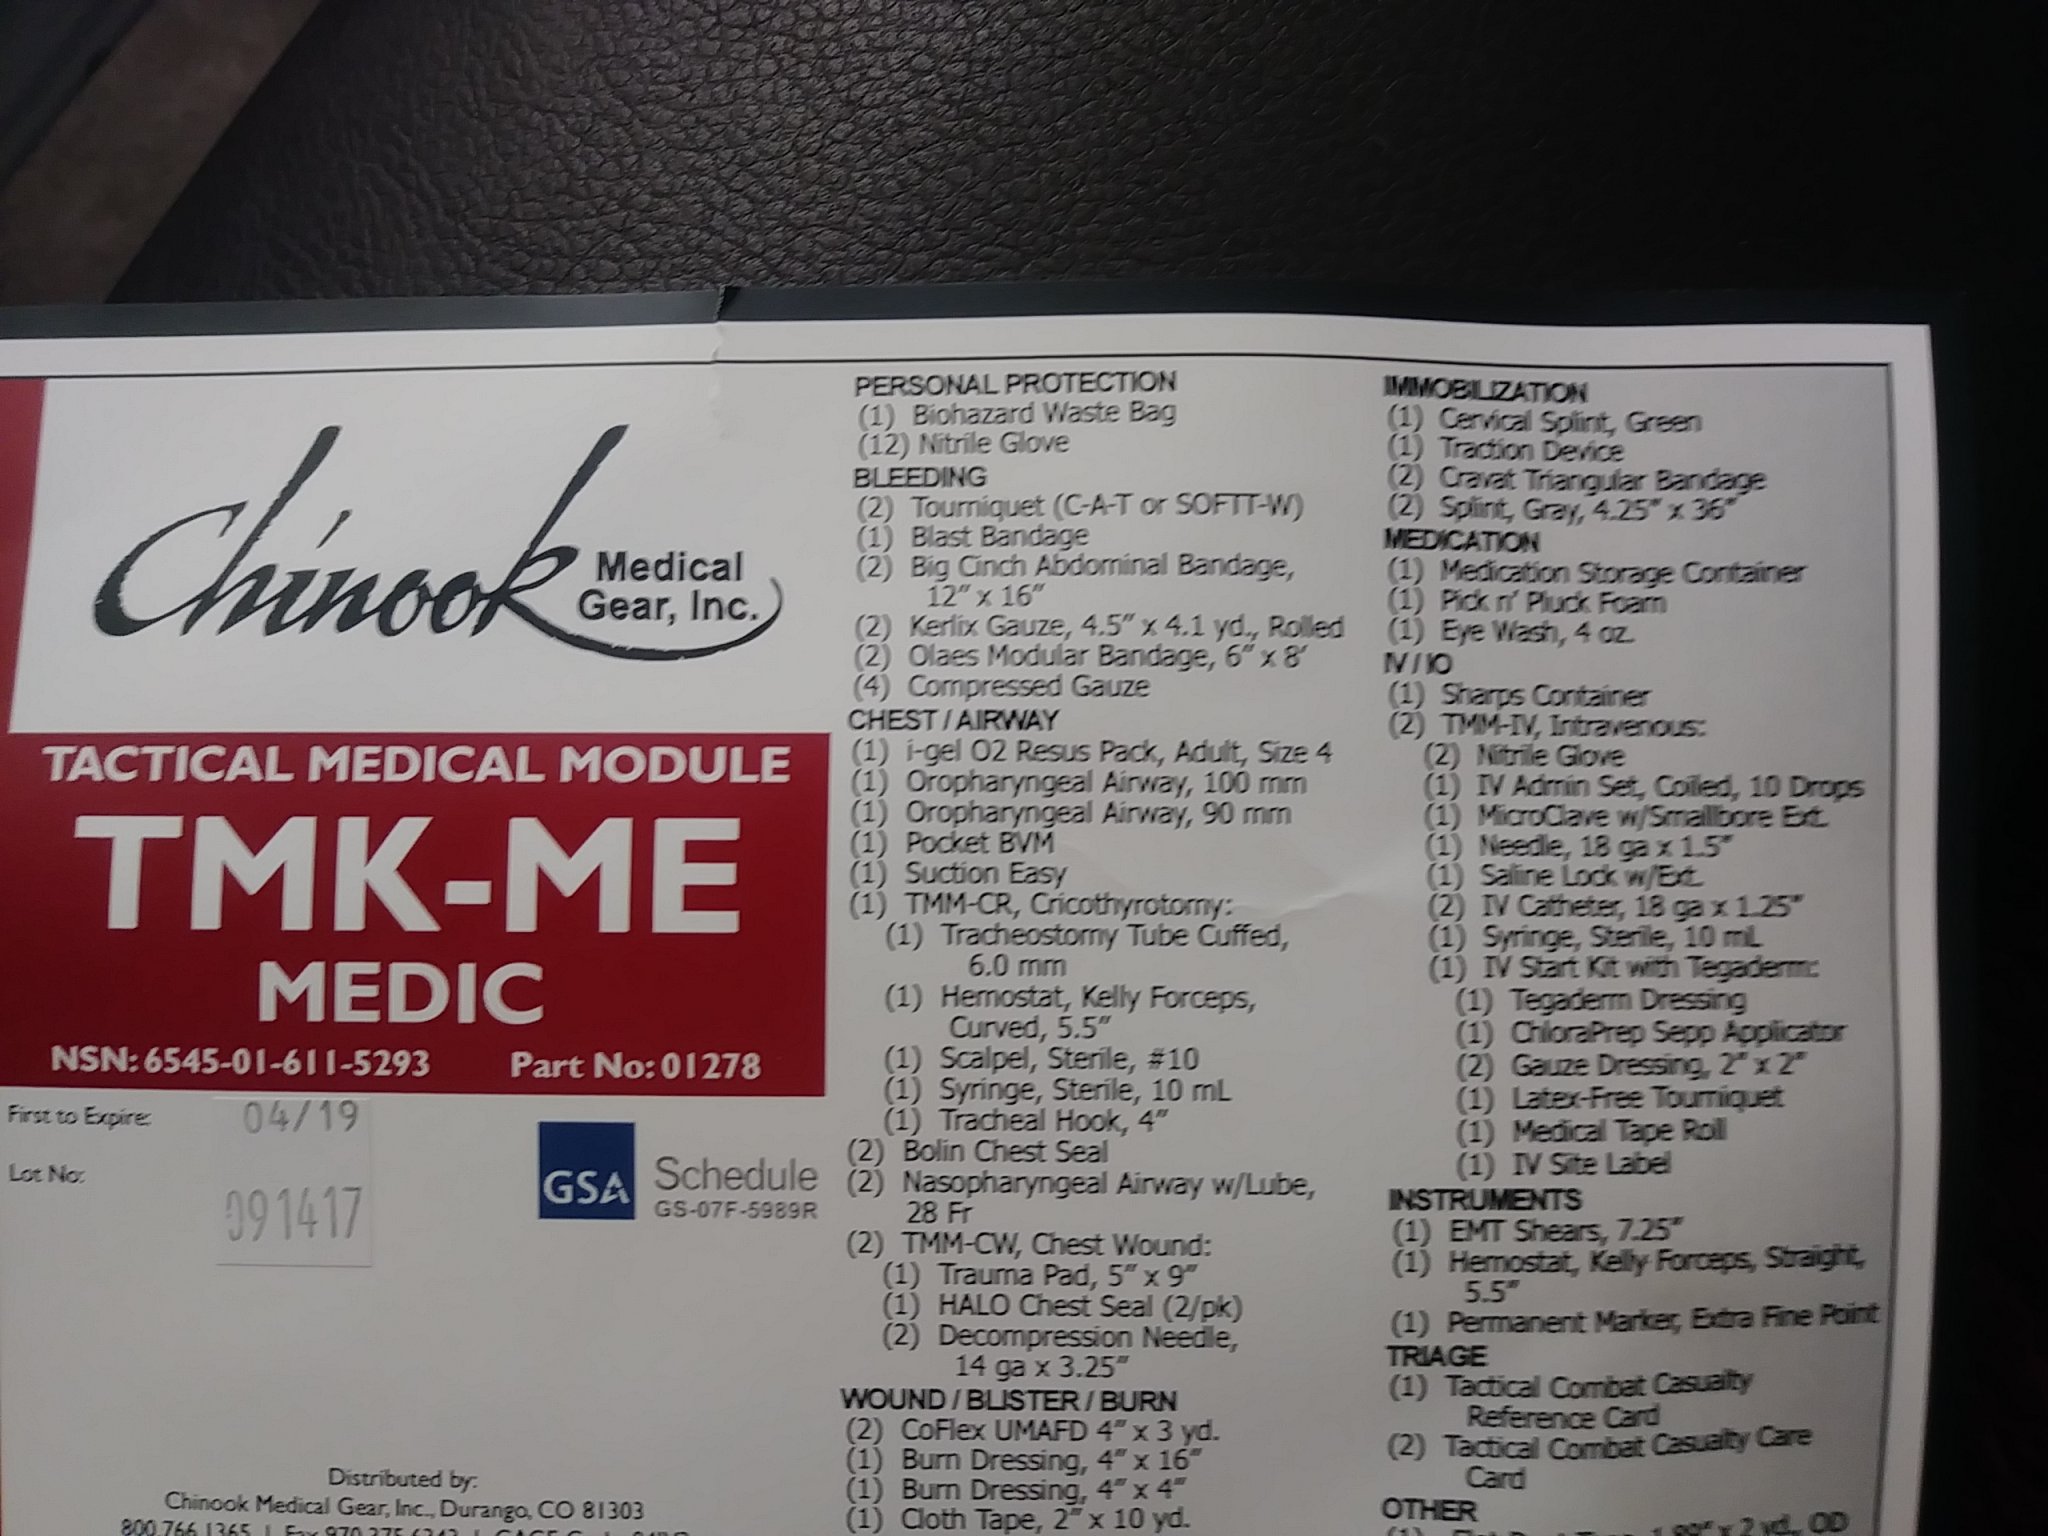 Chinook
Medical
Gear, Inc.
TACTICAL MEDICAL MODULE
TMK-ME
MEDIC
NSN: 6545-01-611-5293 Part No: 01278
First to Expire: 04/19
Lot No: 091417
GSA Schedule
GS-07F-5989R
Distributed by:
Chinook Medical Gear, Inc., Durango, CO 81303
800.766.1365 | Fax
PERSONAL PROTECTION
(1) Biohazard Waste Bag
(12) Nitrile Glove
BLEEDING
(2) Tourniquet (C-A-T or SOFTT-W)
(1) Blast Bandage
(2) Big Cinch Abdominal Bandage,
12" x 16"
(2) Kerlix Gauze, 4.5" x 4.1 yd., Rolled
(2) Olaes Modular Bandage, 6" x 8'
(4) Compressed Gauze
CHEST / AIRWAY
(1) i-gel O2 Resus Pack, Adult, Size 4
(1) Oropharyngeal Airway, 100 mm
(1) Oropharyngeal Airway, 90 mm
(1) Pocket BVM
(1) Suction Easy
(1) TMM-CR, Cricothyrotomy:
(1) Tracheostomy Tube Cuffed,
6.0 mm
(1) Hemostat, Kelly Forceps,
Curved, 5.5"
(1) Scalpel, Sterile, #10
(1) Syringe, Sterile, 10 mL
(1) Tracheal Hook, 4"
(2) Bolin Chest Seal
(2) Nasopharyngeal Airway w/Lube,
28 Fr
(2) TMM-CW, Chest Wound:
(1) Trauma Pad, 5" x 9"
(1) HALO Chest Seal (2/pk)
(2) Decompression Needle,
14 ga x 3.25"
WOUND / BLISTER / BURN
(2) CoFlex UMAFD 4" x 3 yd.
(1) Burn Dressing, 4" x 16"
(1) Burn Dressing, 4" x 4"
(1) Cloth Tape, 2" x 10 yd.
IMMOBILIZATION
(1) Cervical Splint, Green
(1) Traction Device
(2) Cravat Triangular Bandage
(2) Splint, Gray, 4.25" x 36"
MEDICATION
(1) Medication Storage Container
(1) Pick n' Pluck Foam
(1) Eye Wash, 4 oz.
IV / IO
(1) Sharps Container
(2) TMM-IV, Intravenous:
(2) Nitrile Glove
(1) IV Admin Set, Coiled, 10 Drops
(1) MicroClave w/Smallbore Ext.
(1) Needle, 18 ga x 1.5"
(1) Saline Lock w/Ext.
(2) IV Catheter, 18 ga x 1.25"
(1) Syringe, Sterile, 10 mL
(1) IV Start Kit with Tegaderm:
(1) Tegaderm Dressing
(1) ChloraPrep Sepp Applicator
(2) Gauze Dressing, 2" x 2"
(1) Latex-Free Tourniquet
(1) Medical Tape Roll
(1) IV Site Label
INSTRUMENTS
(1) EMT Shears, 7.25"
(1) Hemostat, Kelly Forceps, Straight,
5.5"
(1) Permanent Marker, Extra Fine Point
TRIAGE
(1) Tactical Combat Casualty
Reference Card
(2) Tactical Combat Casualty Care
Card
OTHER
x 2 yd., OD